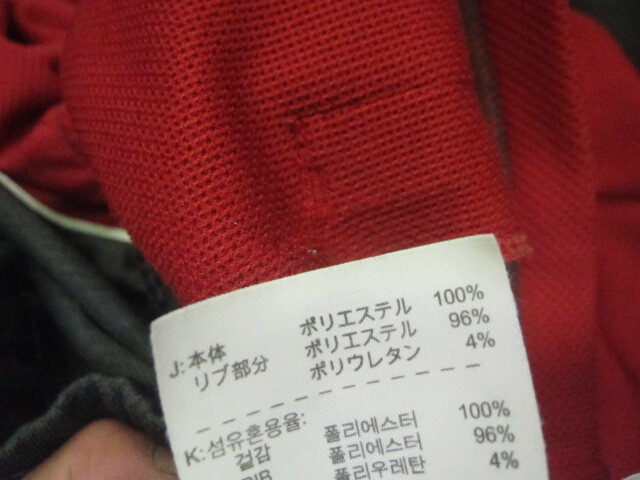 J: 本体 ポリエステル 100%
リブ部分 ポリエステル 96%
ポリウレタン 4%
K: 섬유혼용율:
겉감 폴리에스터 100%
RIB 폴리에스터 96%
폴리우레탄 4%